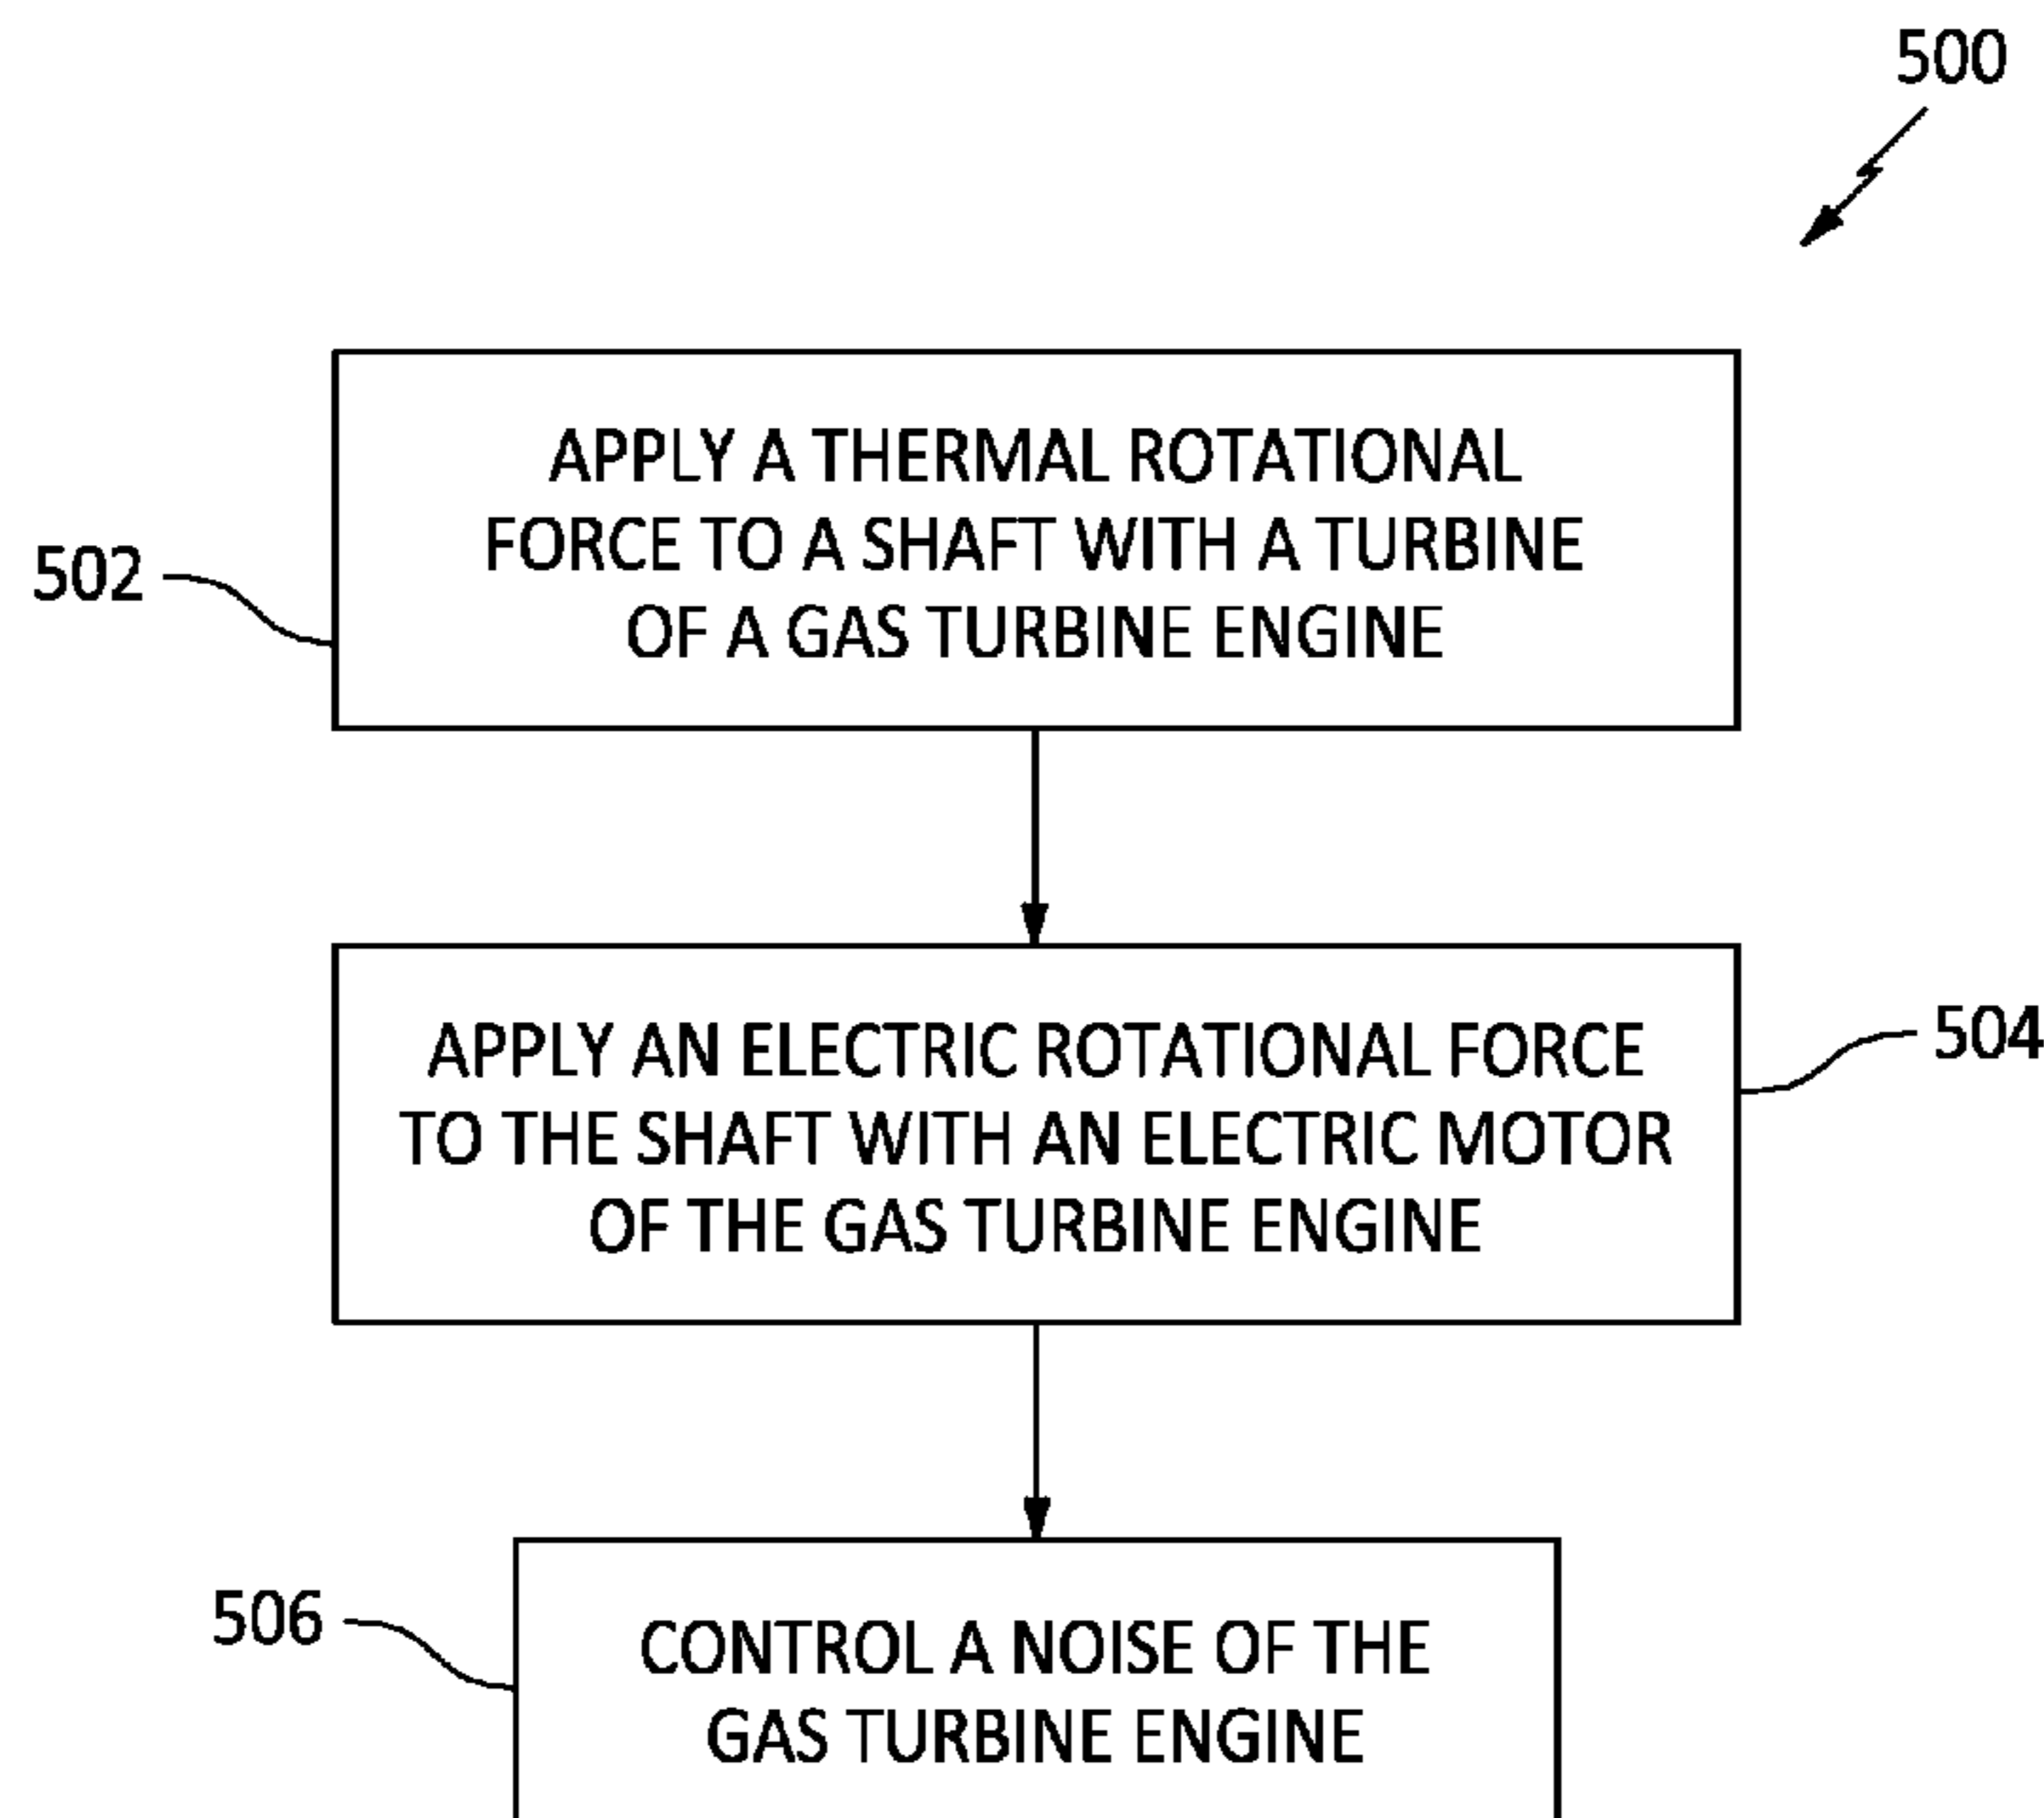 500
APPLY A THERMAL ROTATIONAL
FORCE TO A SHAFT WITH A TURBINE
OF A GAS TURBINE ENGINE
502
APPLY AN ELECTRIC ROTATIONAL FORCE
TO THE SHAFT WITH AN ELECTRIC MOTOR
OF THE GAS TURBINE ENGINE
504
506
CONTROL A NOISE OF THE
GAS TURBINE ENGINE